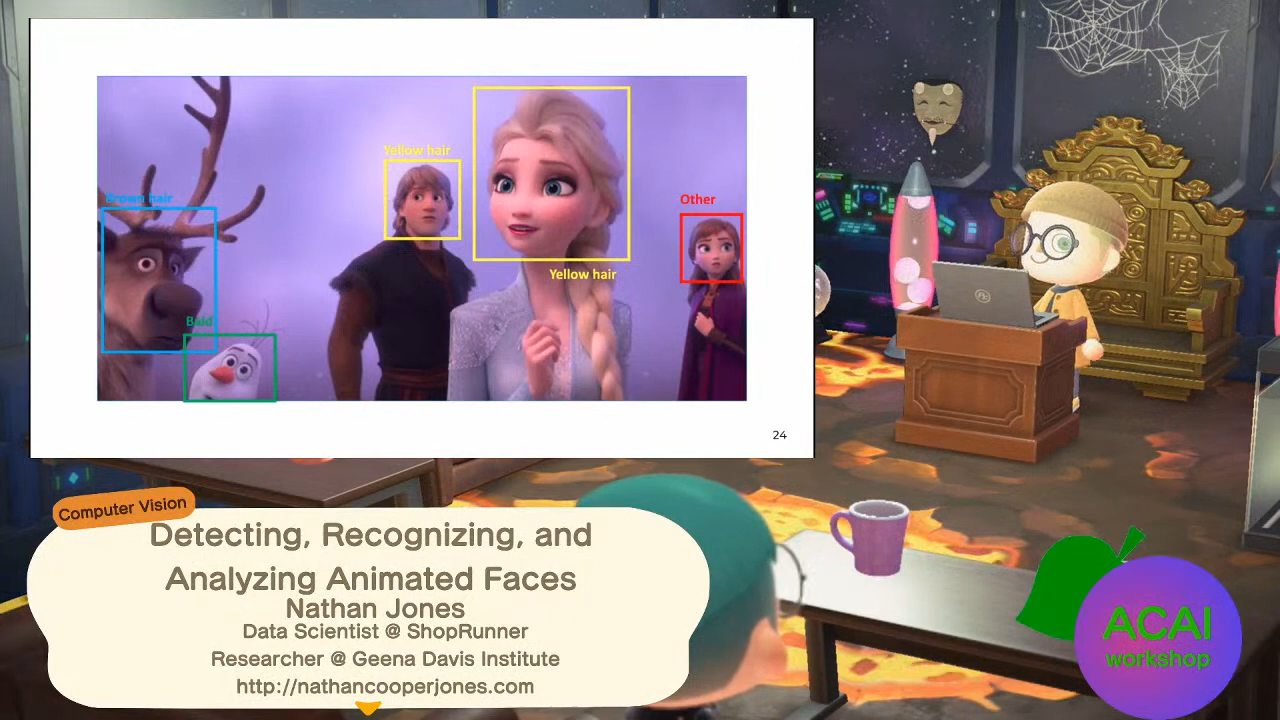 Yellow hair
Brown hair
Other
Yellow hair
Bald
24
Computer Vision
Detecting, Recognizing, and
Analyzing Animated Faces
Nathan Jones
Data Scientist @ ShopRunner
Researcher @ Geena Davis Institute
http://nathancooperjones.com
ACAI
workshop